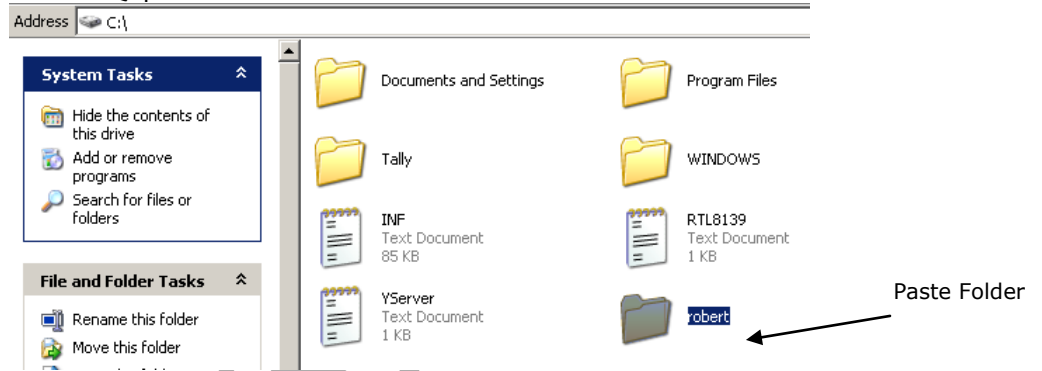 Address C:\
System Tasks
Hide the contents of
this drive
Add or remove
programs
Search for files or
folders
File and Folder Tasks
Rename this folder
Move this folder
Documents and Settings
Program Files
Tally
WINDOWS
INF
Text Document
85 KB
RTL8139
Text Document
1 KB
YServer
Text Document
1 KB
robert
Paste Folder